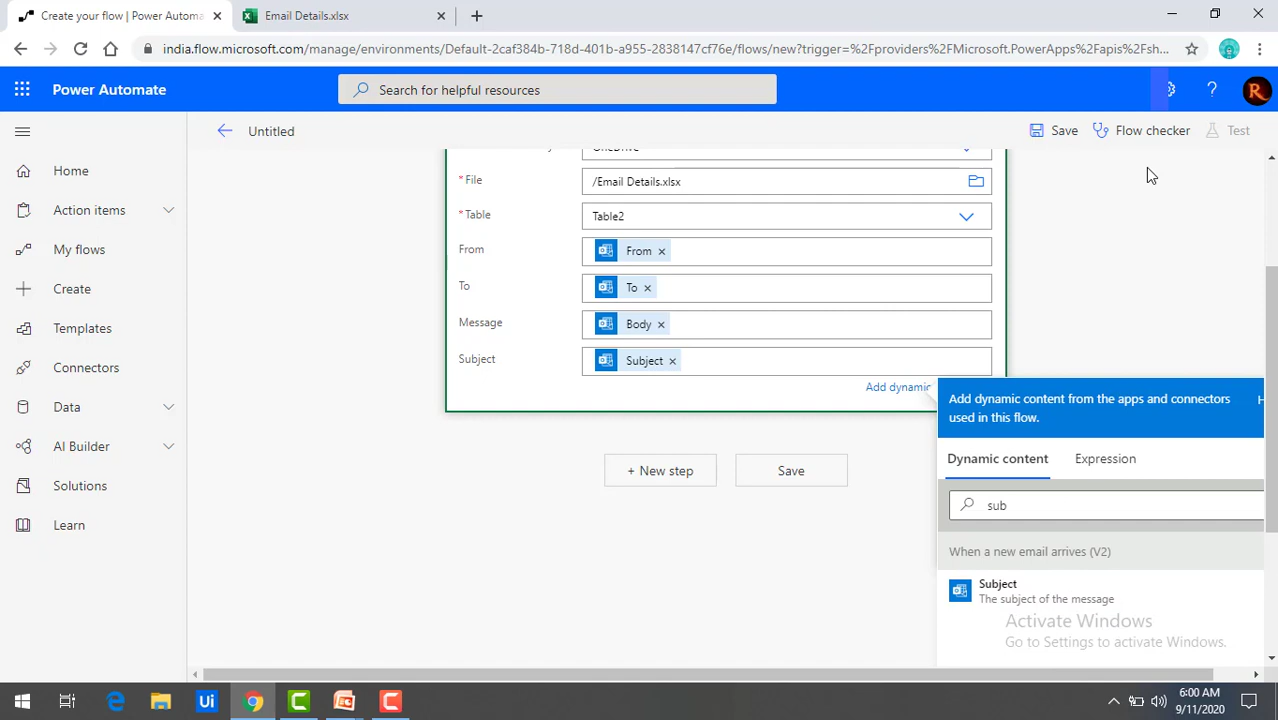 Create your flow | Power Automa
Email Details.xlsx
india.flow.microsoft.com/manage/environments/Default-2caf384b-718d-401b-a955-2838147cf76e/flows/new?trigger=%2Fproviders%2FMicrosoft.PowerApps%2Fapis%2Fsh...
Power Automate
Search for helpful resources
?
R
Untitled
Save
Flow checker
Test
Home
Action items
My flows
Create
Templates
Connectors
Data
AI Builder
Solutions
Learn
OneDrive
* File
/Email Details.xlsx
* Table
Table2
From
From
To
To
Message
Body
Subject
Subject
Add dynamic
+ New step
Save
Add dynamic content from the apps and connectors
used in this flow.
H
Dynamic content
Expression
sub
When a new email arrives (V2)
Subject
The subject of the message
Activate Windows
Go to Settings to activate Windows.
Ui
6:00 AM
9/11/2020